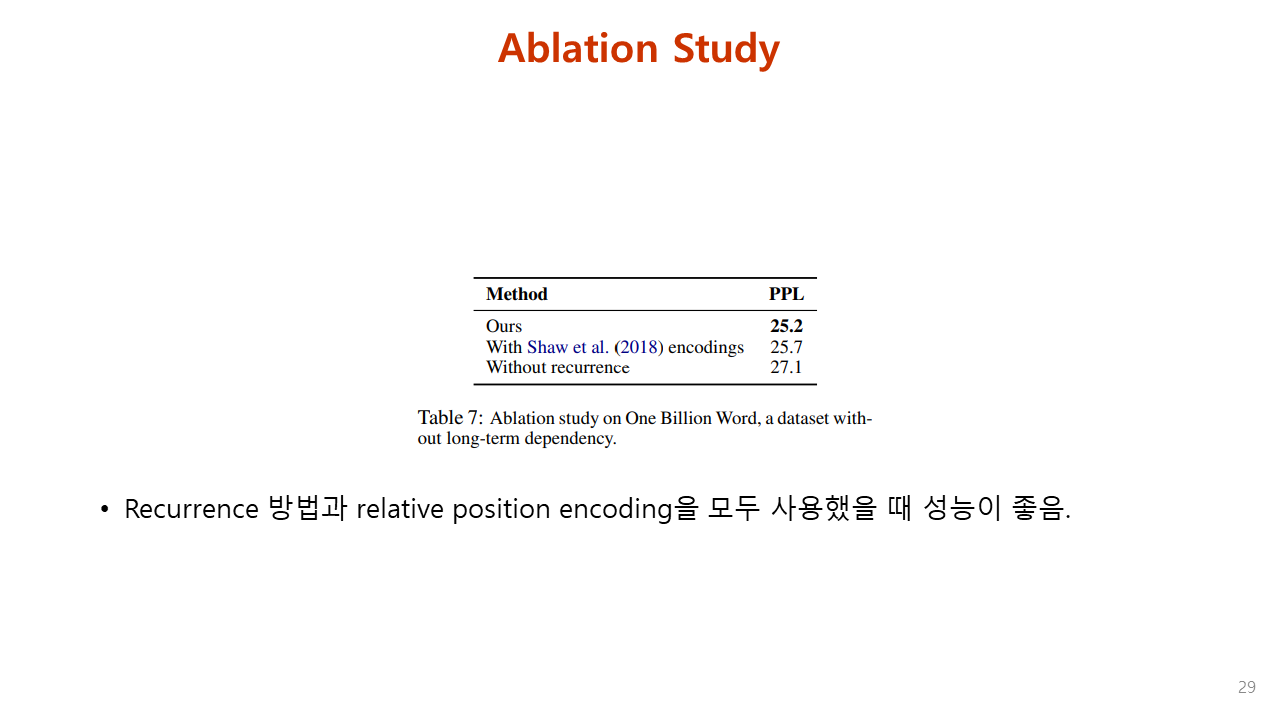 Ablation Study
Method PPL
Ours 25.2
With Shaw et al. (2018) encodings 25.7
Without recurrence 27.1
Table 7: Ablation study on One Billion Word, a dataset with-
out long-term dependency.
• Recurrence 방법과 relative position encoding을 모두 사용했을 때 성능이 좋음.
29